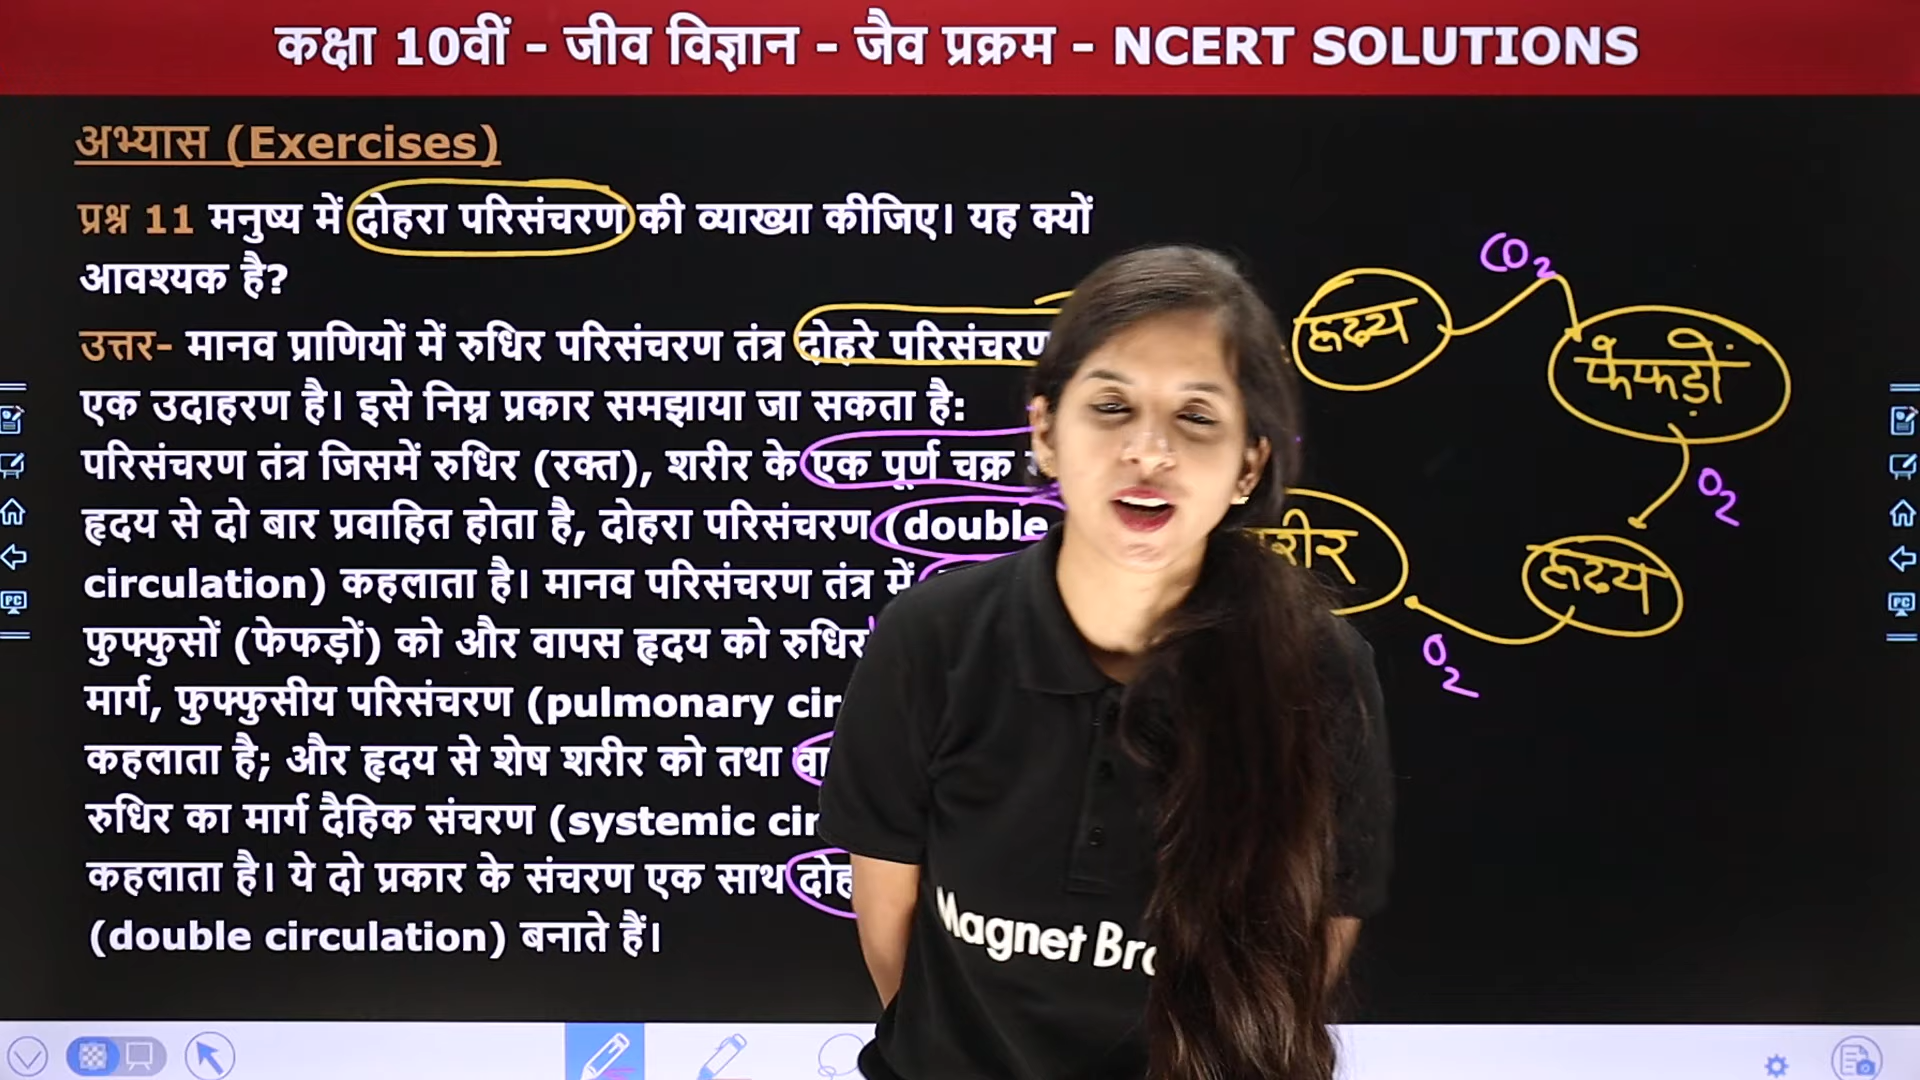 कक्षा 10वीं - जीव विज्ञान - जैव प्रक्रम - NCERT SOLUTIONS
अभ्यास (Exercises)
प्रश्न 11 मनुष्य में दोहरा परिसंचरण की व्याख्या कीजिए। यह क्यों
आवश्यक है?
उत्तर- मानव प्राणियों में रुधिर परिसंचरण तंत्र दोहरे परिसंचरण
एक उदाहरण है। इसे निम्न प्रकार समझाया जा सकता है:
परिसंचरण तंत्र जिसमें रुधिर (रक्त), शरीर के एक पूर्ण चक्र
हृदय से दो बार प्रवाहित होता है, दोहरा परिसंचरण (double
circulation) कहलाता है। मानव परिसंचरण तंत्र में
फुफ्फुसों (फेफड़ों) को और वापस हृदय को रुधिर
मार्ग, फुफ्फुसीय परिसंचरण (pulmonary cir
कहलाता है; और हृदय से शेष शरीर को तथा वा
रुधिर का मार्ग दैहिक संचरण (systemic cir
कहलाता है। ये दो प्रकार के संचरण एक साथ दोह
(double circulation) बनाते हैं।
CO2
हृदय
फेफड़ों
O2
रीर
हृदय
O2
Magnet Bro
PC
PC